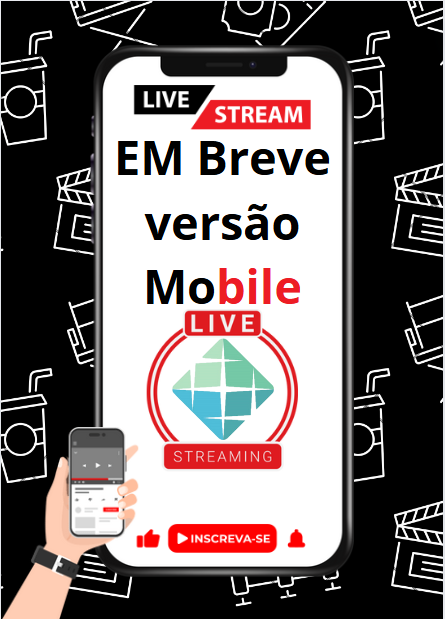 LIVE
STREAM
EM Breve
versão
Mobile
LIVE
STREAMING
INSCREVA-SE